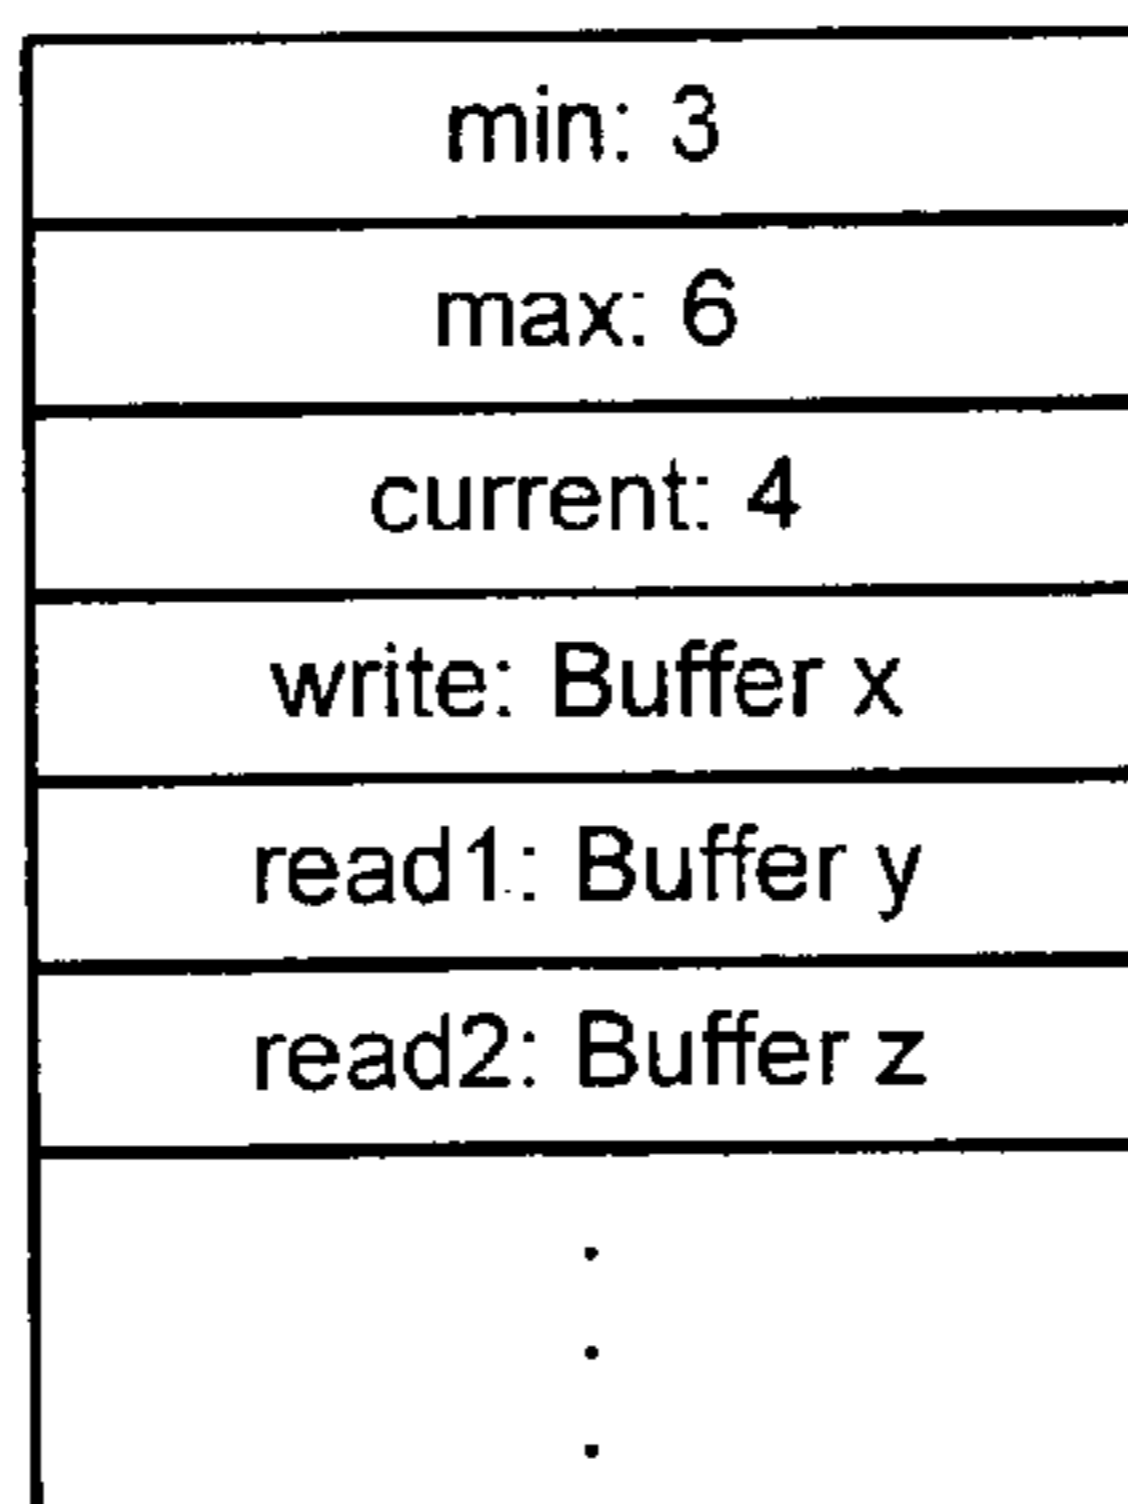 min: 3
max: 6
current: 4
write: Buffer x
read1: Buffer y
read2: Buffer z
.
.
.